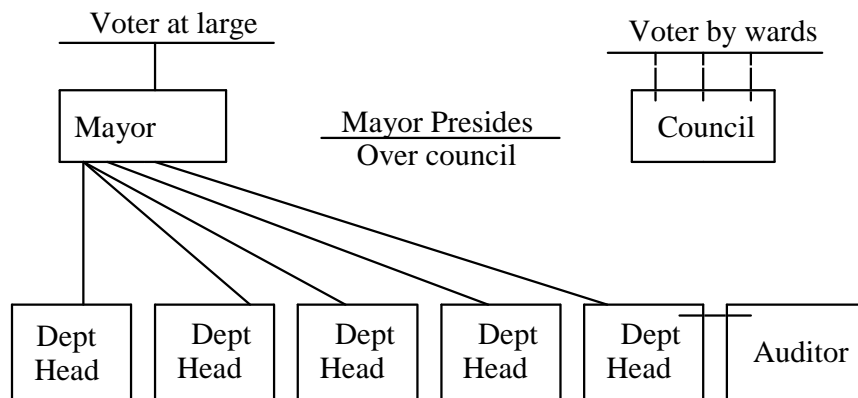 Voter at large
Voter by wards
Mayor
Mayor Presides
Over council
Council
Dept
Head
Dept
Head
Dept
Head
Dept
Head
Dept
Head
Auditor